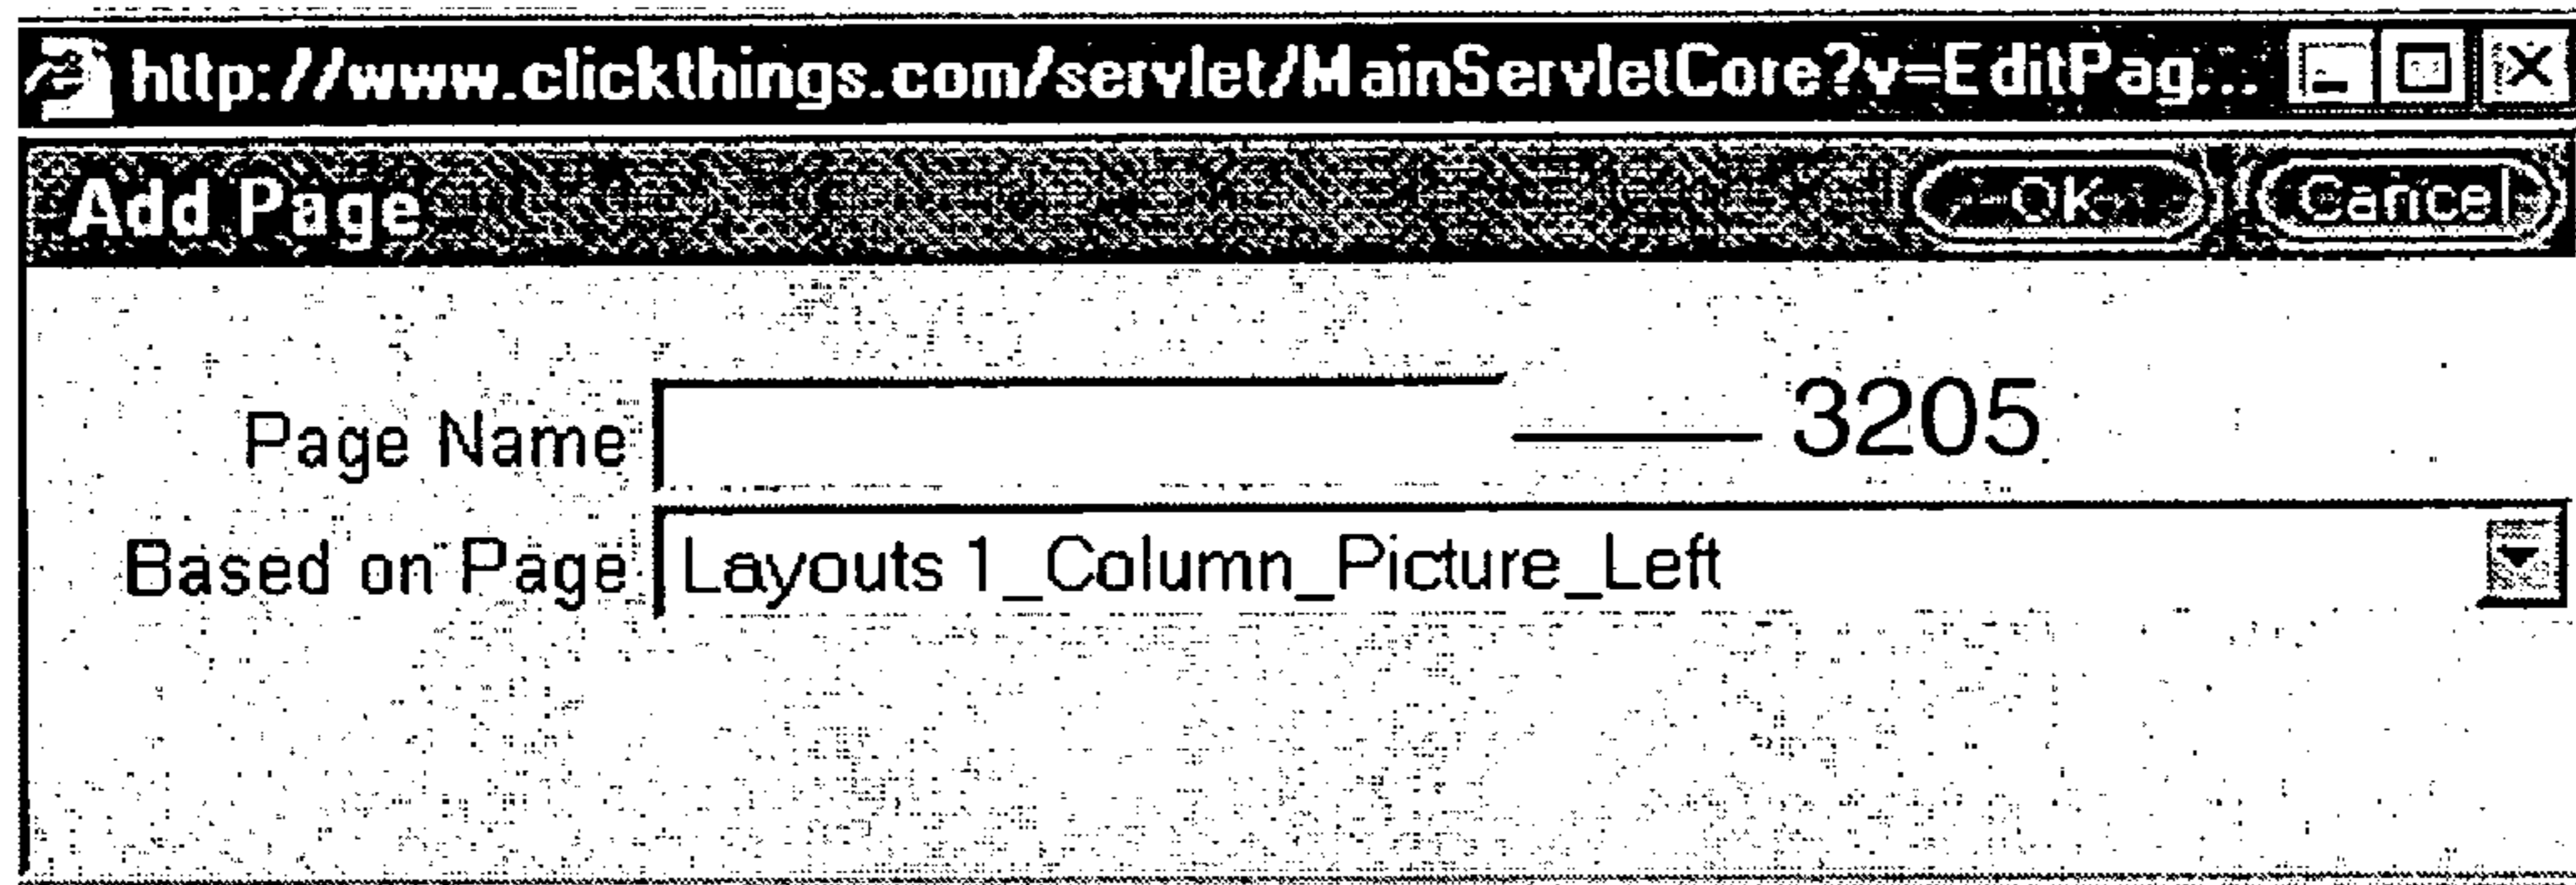 http://www.clickthings.com/servlet/MainServletCore?v=EditPag...
Add Page OK Cancel
Page Name 3205
Based on Page Layouts 1_Column_Picture_Left